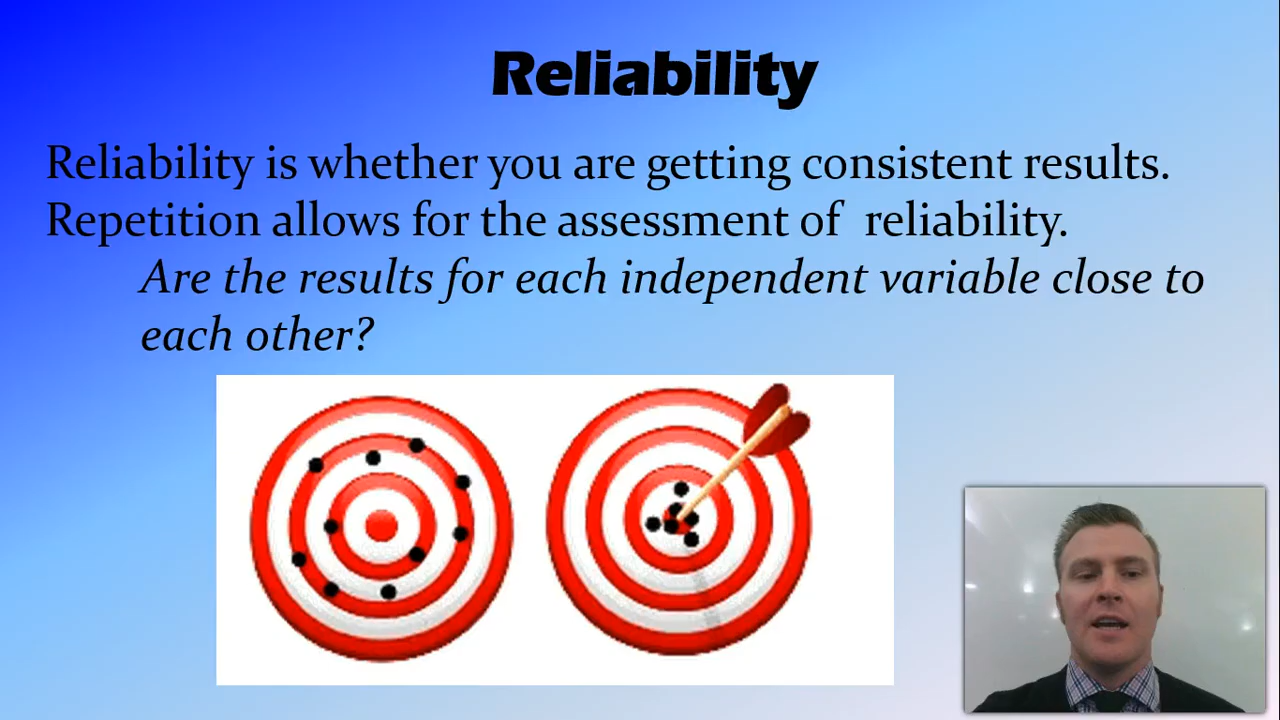 Reliability
Reliability is whether you are getting consistent results.
Repetition allows for the assessment of reliability.
Are the results for each independent variable close to
each other?